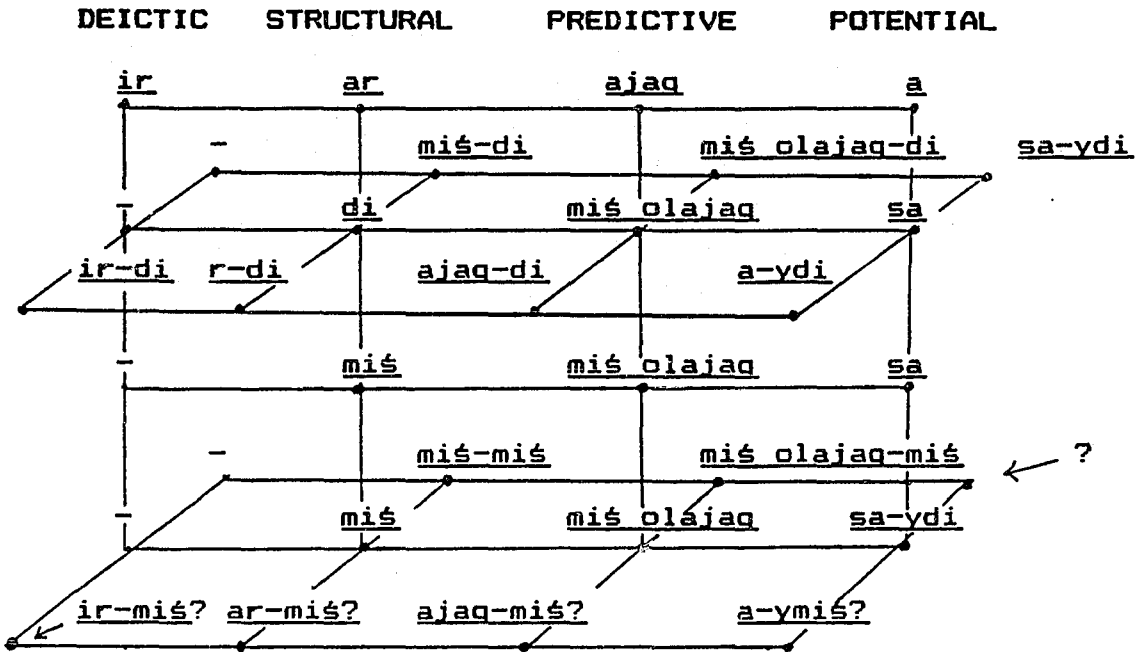 DEICTIC STRUCTURAL PREDICTIVE POTENTIAL
ir ar ajaq a
- miś-di miś olajaq-di sa-ydi
- di miś olajaq sa
ir-di r-di ajaq-di a-ydi
- miś miś olajaq sa
- miś-miś miś olajaq-miś ?
- miś miś olajaq sa-ydi
ir-miś? ar-miś? ajaq-miś? a-ymiś?